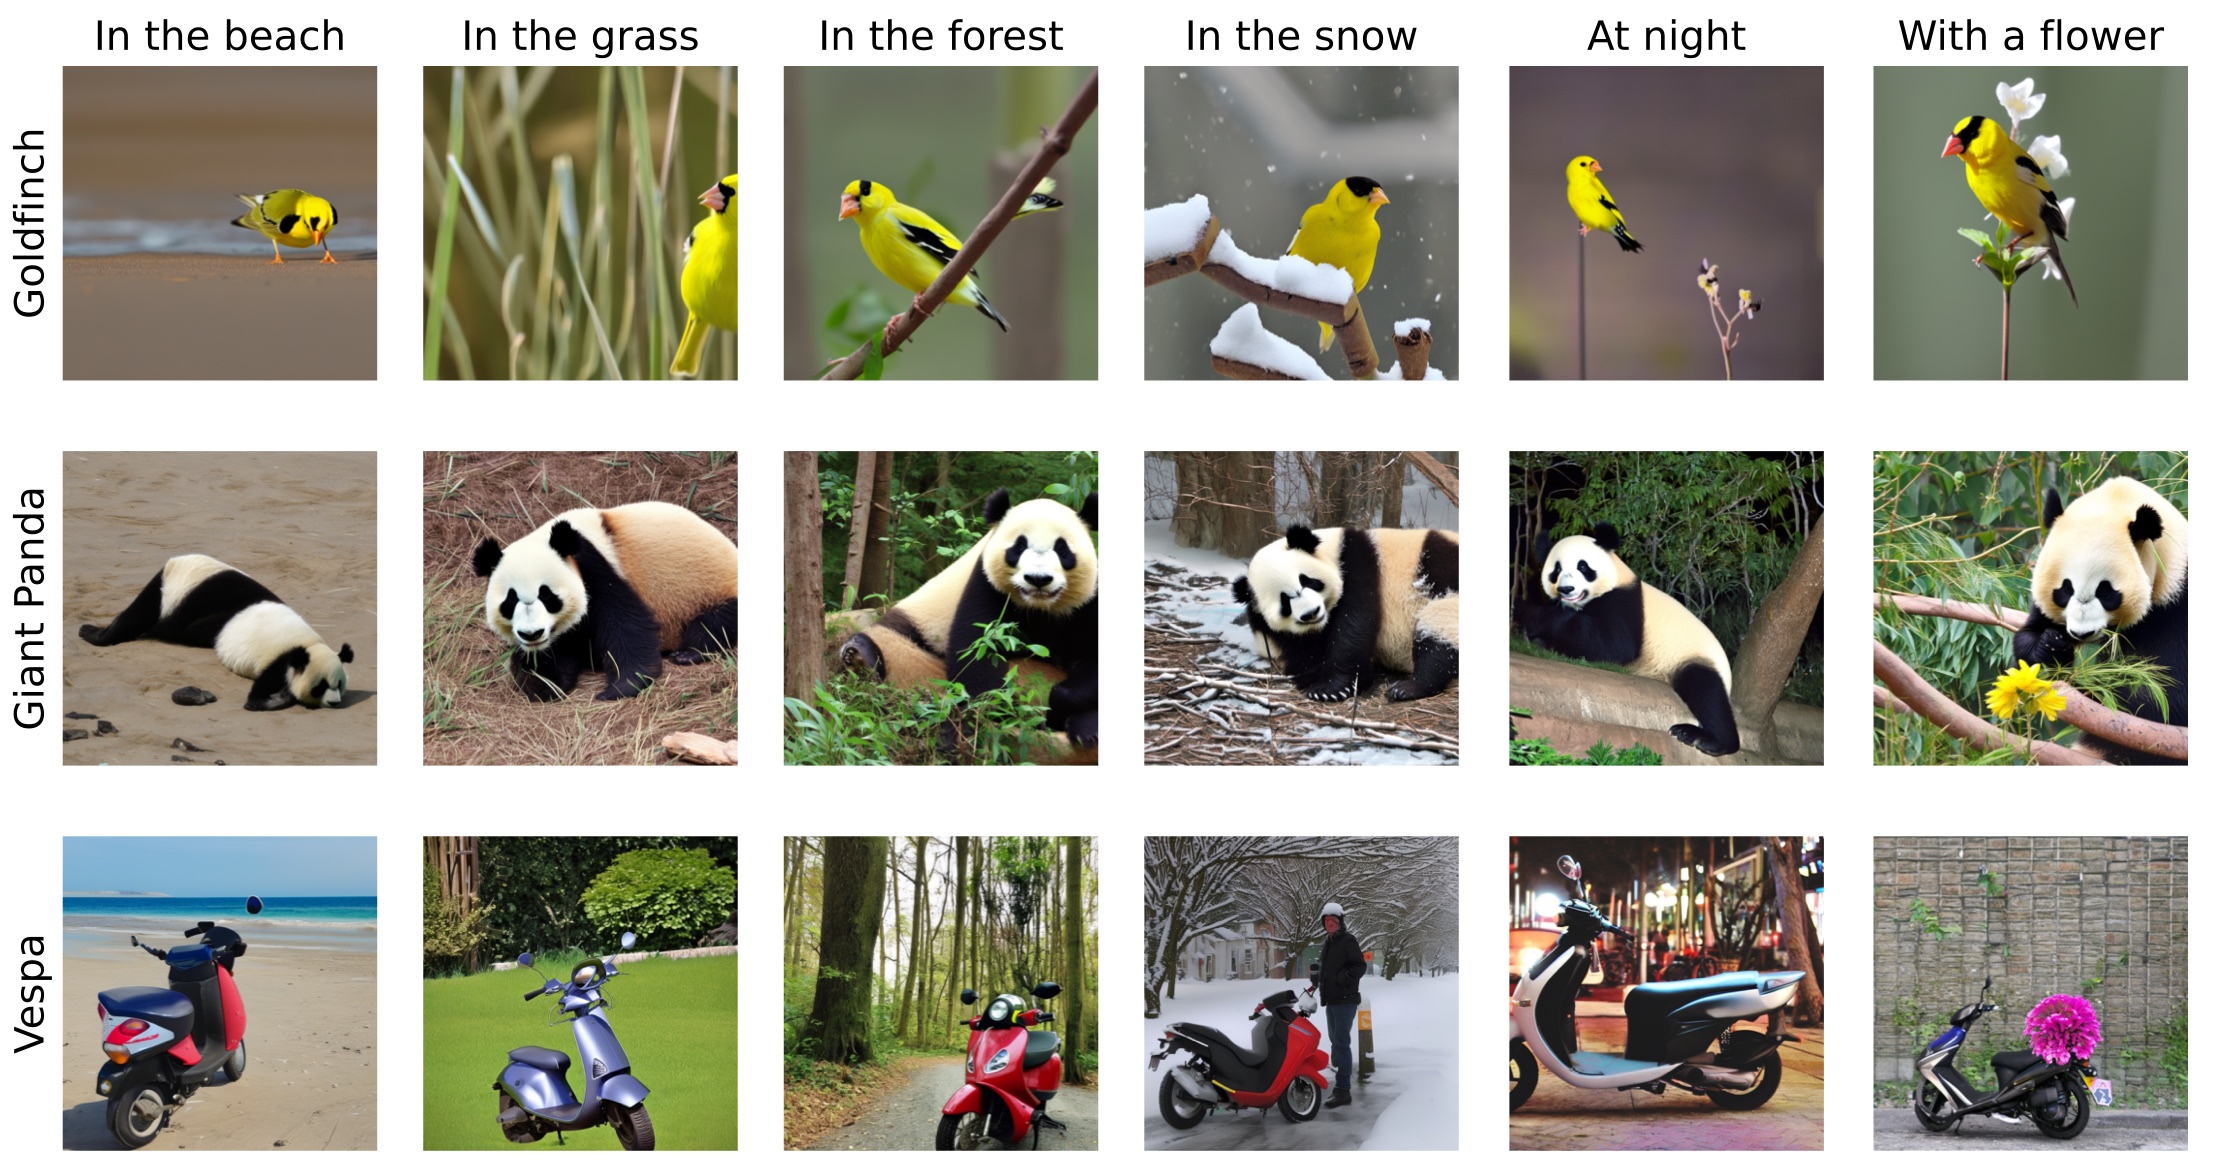 In the beach
In the grass
In the forest
In the snow
At night
With a flower
Goldfinch
Giant Panda
Vespa